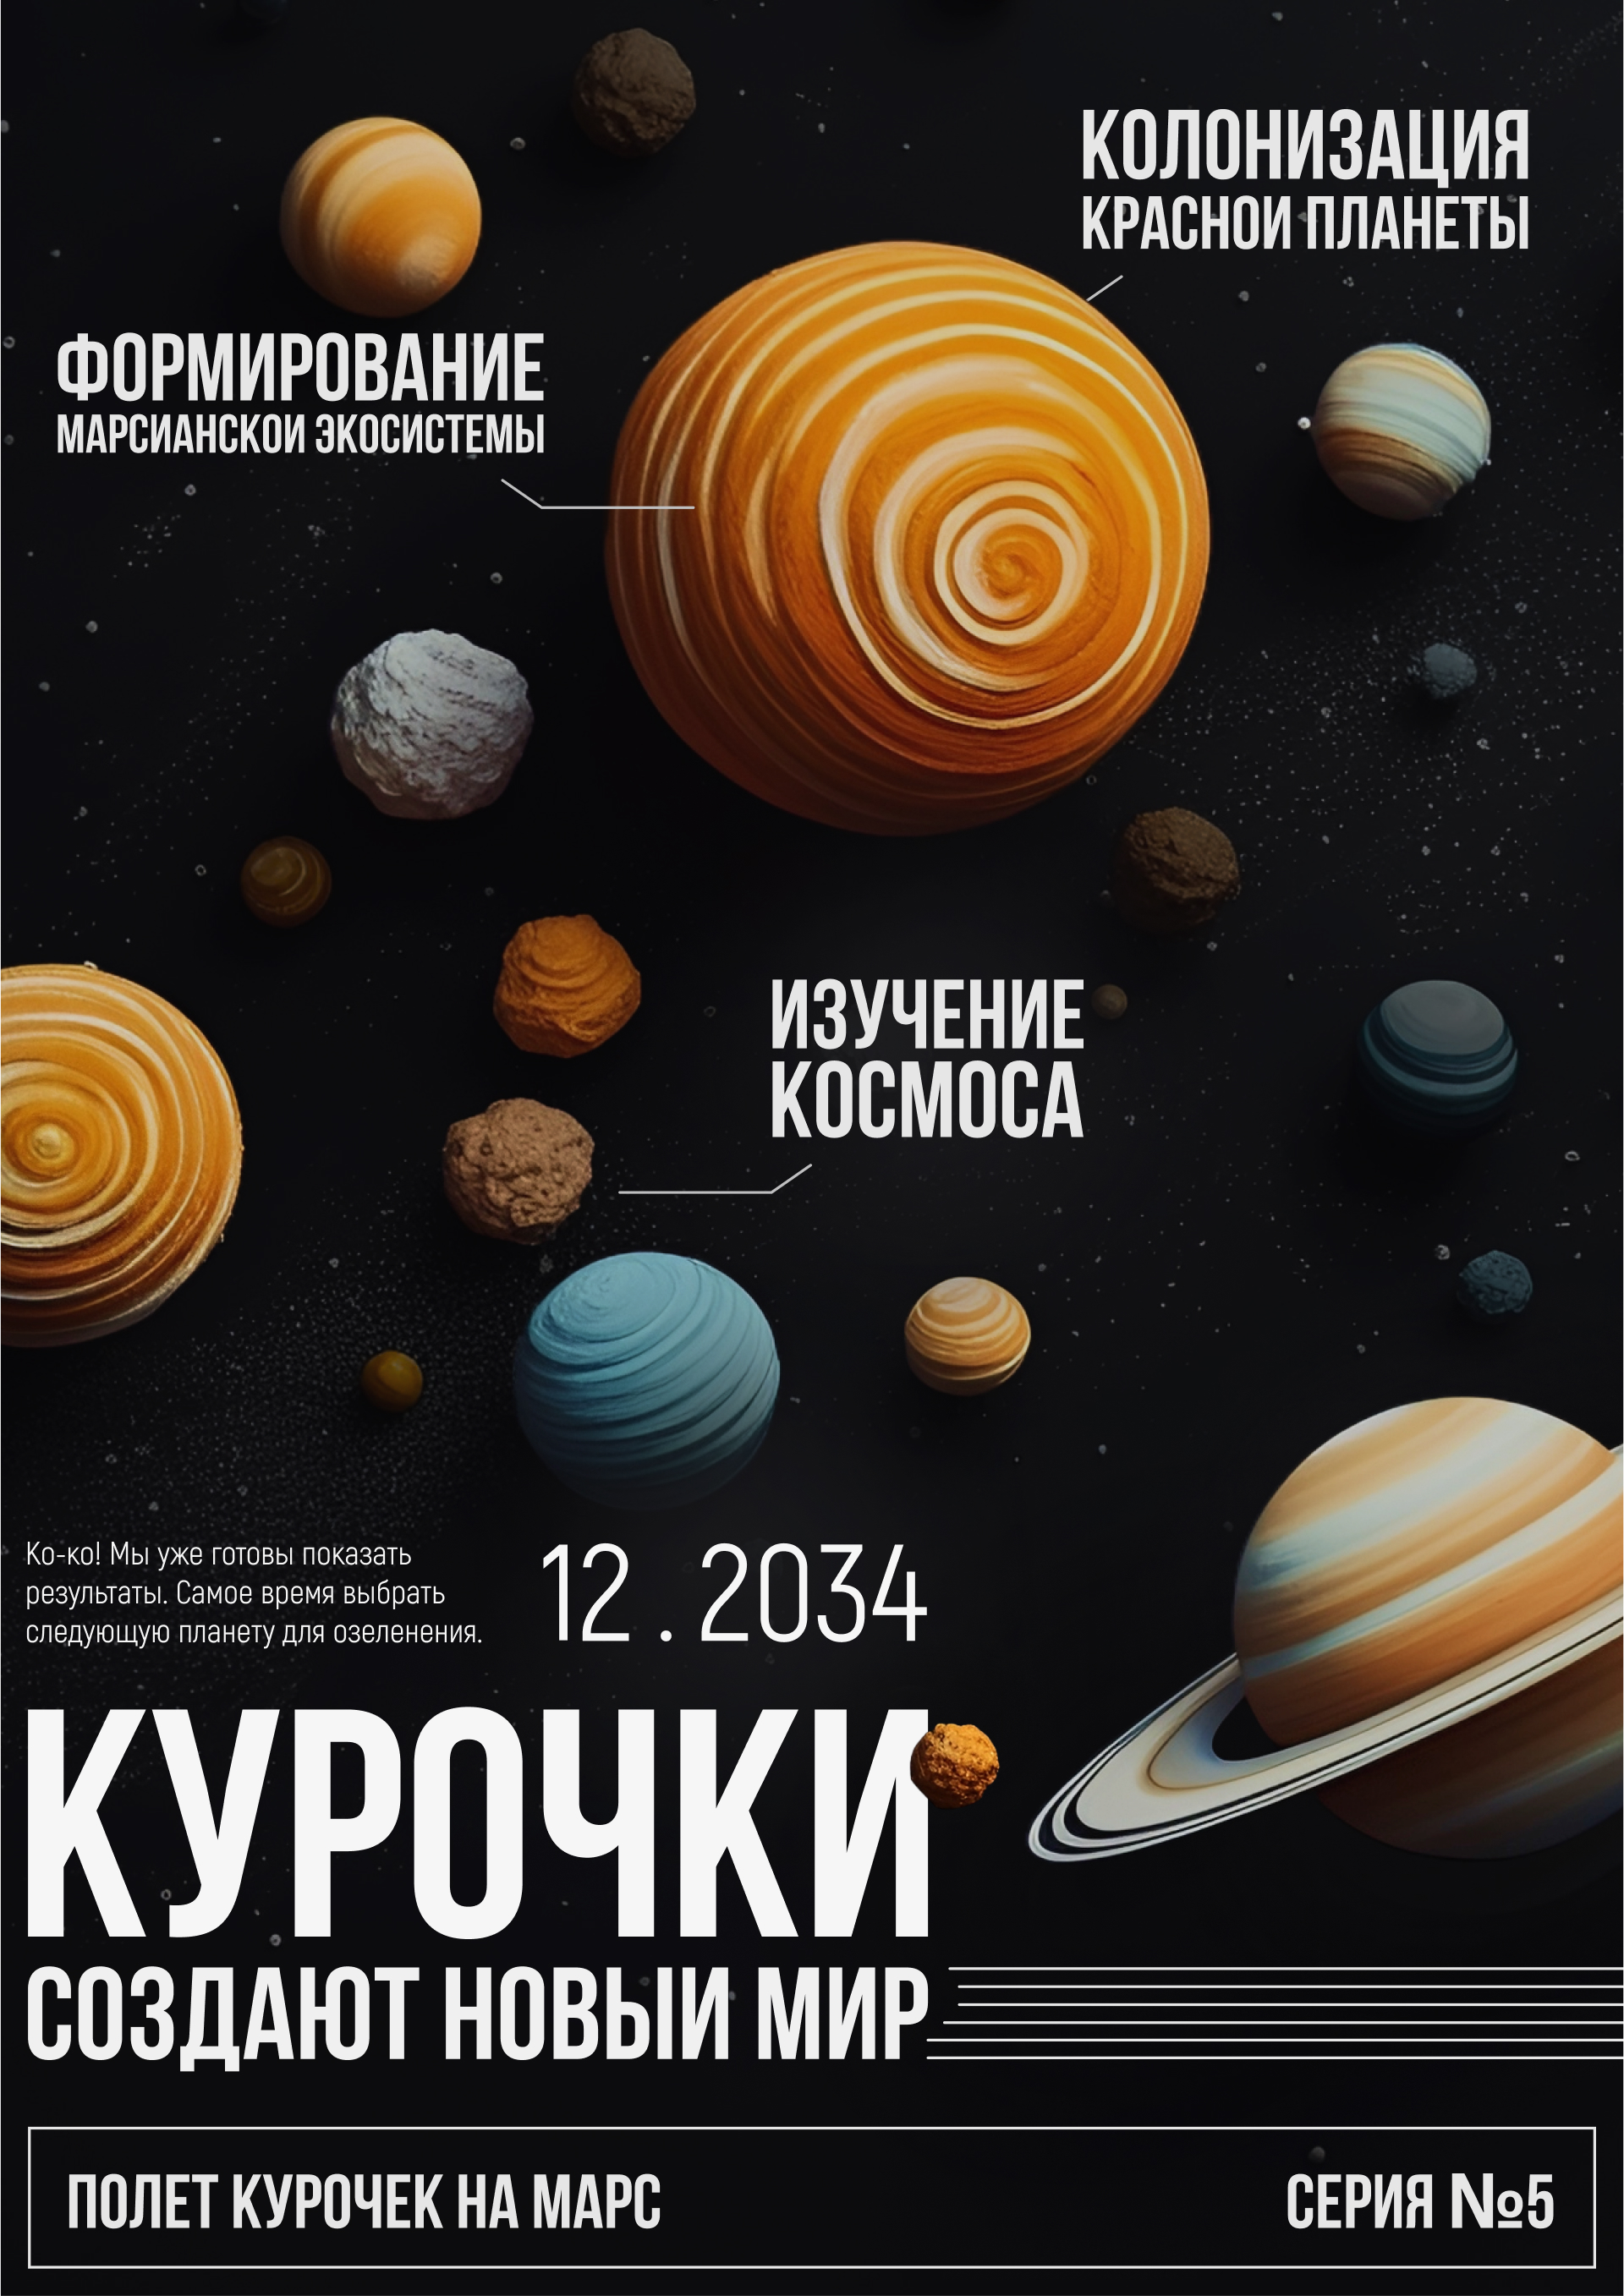 КОЛОНИЗАЦИЯ
КРАСНОИ ПЛАНЕТЫ
ФОРМИРОВАНИЕ
МАРСИАНСКОИ ЭКОСИСТЕМЫ
ИЗУЧЕНИЕ
КОСМОСА
Ко-ко! Мы уже готовы показать
результаты. Самое время выбрать
следующую планету для озеленения.
12.2034
КУРОЧКИ
СОЗДАЮТ НОВЫИ МИР
ПОЛЕТ КУРОЧЕК НА МАРС
СЕРИЯ №5